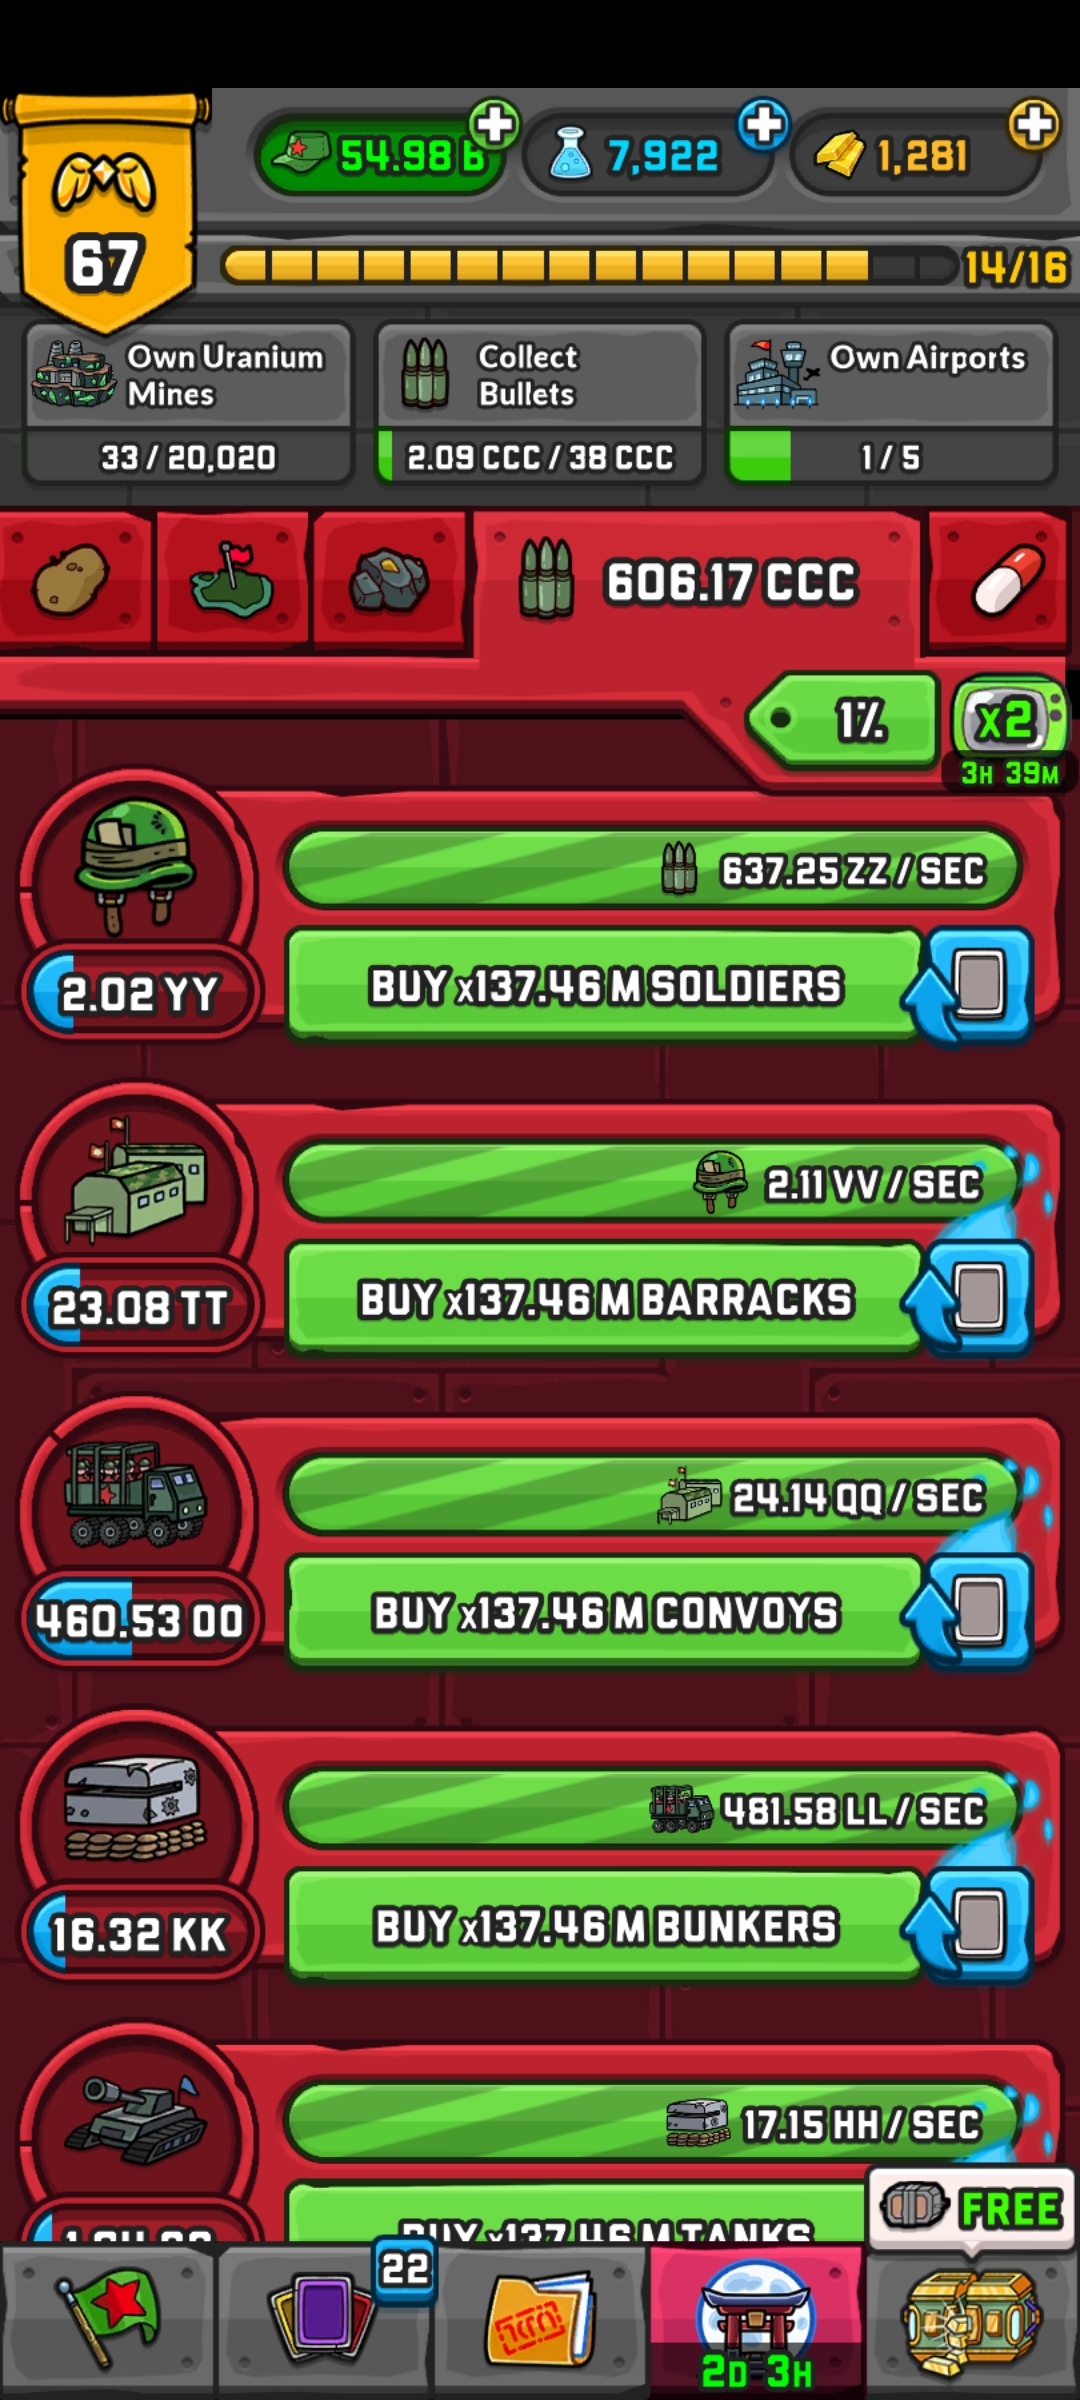 54.98 B
7,922
1,281
67
14/16
Own Uranium
Mines
33 / 20,020
Collect
Bullets
2.09 CCC / 38 CCC
Own Airports
1 / 5
606.17 CCC
1%
x2
3H 39M
637.25 ZZ / SEC
2.02 YY
BUY x137.46 M SOLDIERS
2.11 VV / SEC
23.08 TT
BUY x137.46 M BARRACKS
24.14 QQ / SEC
460.53 OO
BUY x137.46 M CONVOYS
481.58 LL / SEC
16.32 KK
BUY x137.46 M BUNKERS
17.15 HH / SEC
BUY x137.46 M TANKS
FREE
22
2D 3H